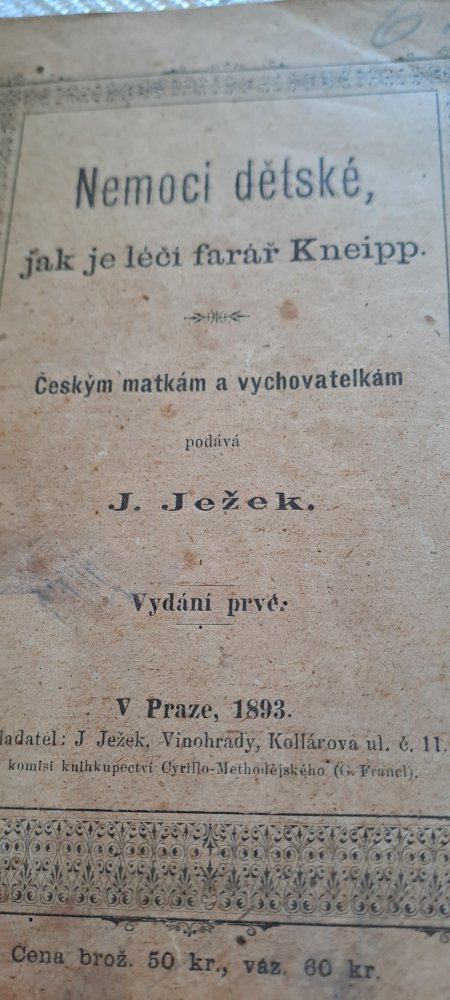 Nemoci dětské,
jak je léčí farář Kneipp.
Českým matkám a vychovatelkám
podává
J. Ježek.
Vydání prvé.
V Praze, 1893.
ladatel: J Ježek, Vinohrady, Kollárova ul. č. 11.
komisi knihkupectví Cyrillo-Methodějského (G. Francl).
Cena brož. 50 kr., váz. 60 kr.